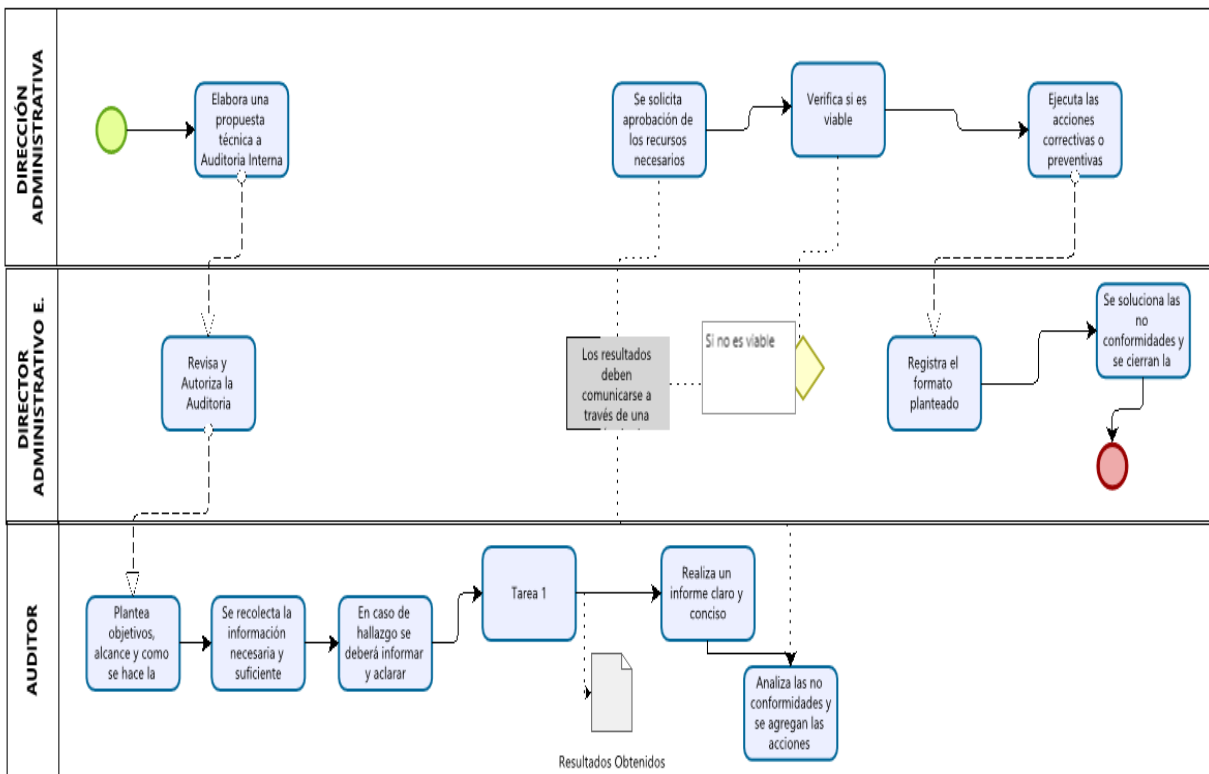 DIRECCIÓN
ADMINISTRATIVA
Elabora una
propuesta
técnica a
Auditoria Interna
Se solicita
aprobación de
los recursos
necesarios
Verifica si es
viable
Ejecuta las
acciones
correctivas o
preventivas
DIRECTOR
ADMINISTRATIVO E.
Revisa y
Autoriza la
Auditoria
Los resultados
deben
comunicarse a
través de una
Si no es viable
Registra el
formato
planteado
Se soluciona las
no
conformidades y
se cierran la
AUDITOR
Plantea
objetivos,
alcance y como
se hace la
Se recolecta la
información
necesaria y
suficiente
En caso de
hallazgo se
deberá informar
y aclarar
Tarea 1
Realiza un
informe claro y
conciso
Analiza las no
conformidades y
se agregan las
acciones
Resultados Obtenidos